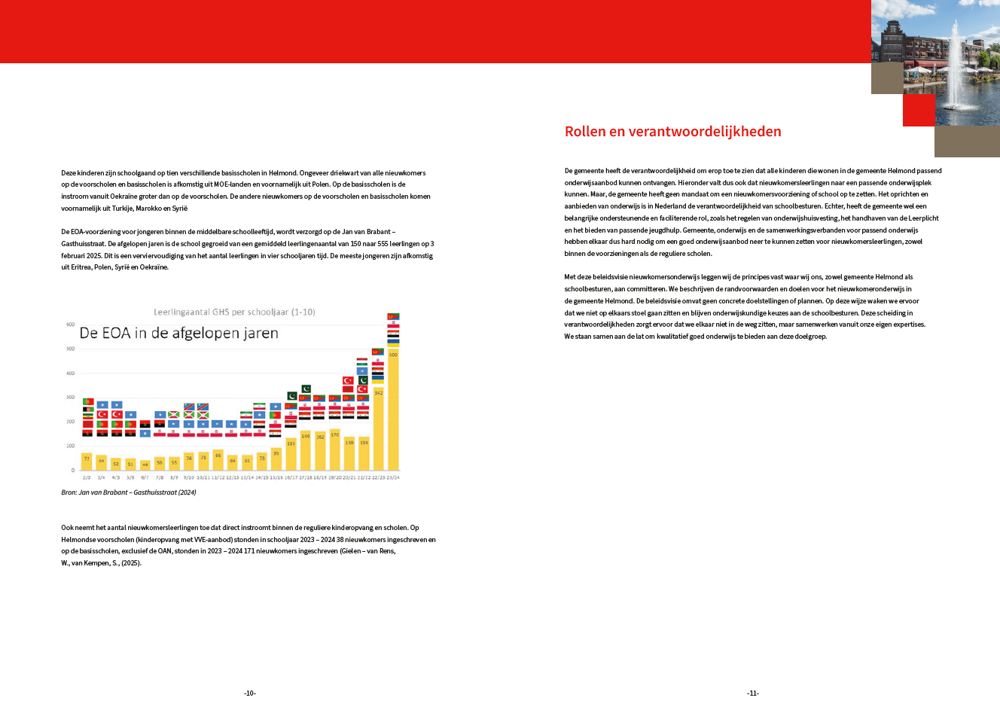 Deze kinderen zijn schoolgaand op tien verschillende basisscholen in Helmond. Ongeveer driekwart van alle nieuwkomers
op de voorscholen en basisscholen is afkomstig uit MOE-landen en voornamelijk uit Polen. Op de basisscholen is de
instroom vanuit Oekraïne groter dan op de voorscholen. De andere nieuwkomers op de voorscholen en basisscholen komen
voornamelijk uit Turkije, Marokko en Syrië
De EOA-voorziening voor jongeren binnen de middelbare schoolleeftijd, wordt verzorgd op de Jan van Brabant –
Gasthuisstraat. De afgelopen jaren is de school gegroeid van een gemiddeld leerlingenaantal van 150 naar 555 leerlingen op 3
februari 2025. Dit is een verviervoudiging van het aantal leerlingen in vier schooljaren tijd. De meeste jongeren zijn afkomstig
uit Eritrea, Polen, Syrië en Oekraïne.
Leerlingaantal GHS per schooljaar (1-10)
De EOA in de afgelopen jaren
600
500
400
300
200
100
0
77 64 52 51 44 56 55 74 76 86 64 65 73 95 135 166 162 170 139 139 342 500
2/3 3/4 4/5 5/6 6/7 7/8 8/9 9/10 10/11 11/12 12/13 13/14 14/15 15/16 16/17 17/18 18/19 19/20 20/21 21/22 22/23 23/24
Bron: Jan van Brabant – Gasthuisstraat (2024)
Ook neemt het aantal nieuwkomersleerlingen toe dat direct instroomt binnen de reguliere kinderopvang en scholen. Op
Helmondse voorscholen (kinderopvang met VVE-aanbod) stonden in schooljaar 2023 – 2024 38 nieuwkomers ingeschreven en
op de basisscholen, exclusief de OAN, stonden in 2023 – 2024 171 nieuwkomers ingeschreven (Gielen – van Rens,
W., van Kempen, S., (2025).
-10-
Rollen en verantwoordelijkheden
De gemeente heeft de verantwoordelijkheid om erop toe te zien dat alle kinderen die wonen in de gemeente Helmond passend
onderwijsaanbod kunnen ontvangen. Hieronder valt dus ook dat nieuwkomersleerlingen naar een passende onderwijsplek
kunnen. Maar, de gemeente heeft geen mandaat om een nieuwkomersvoorziening of school op te zetten. Het oprichten en
aanbieden van onderwijs is in Nederland de verantwoordelijkheid van schoolbesturen. Echter, heeft de gemeente wel een
belangrijke ondersteunende en faciliterende rol, zoals het regelen van onderwijshuisvesting, het handhaven van de Leerplicht
en het bieden van passende jeugdhulp. Gemeente, onderwijs en de samenwerkingsverbanden voor passend onderwijs
hebben elkaar dus hard nodig om een goed onderwijsaanbod neer te kunnen zetten voor nieuwkomersleerlingen, zowel
binnen de voorzieningen als de reguliere scholen.
Met deze beleidsvisie nieuwkomersonderwijs leggen wij de principes vast waar wij ons, zowel gemeente Helmond als
schoolbesturen, aan committeren. We beschrijven de randvoorwaarden en doelen voor het nieuwkomeronderwijs in
de gemeente Helmond. De beleidsvisie omvat geen concrete doelstellingen of plannen. Op deze wijze waken we ervoor
dat we niet op elkaars stoel gaan zitten en blijven onderwijskundige keuzes aan de schoolbesturen. Deze scheiding in
verantwoordelijkheden zorgt ervoor dat we elkaar niet in de weg zitten, maar samenwerken vanuit onze eigen expertises.
We staan samen aan de lat om kwalitatief goed onderwijs te bieden aan deze doelgroep.
-11-